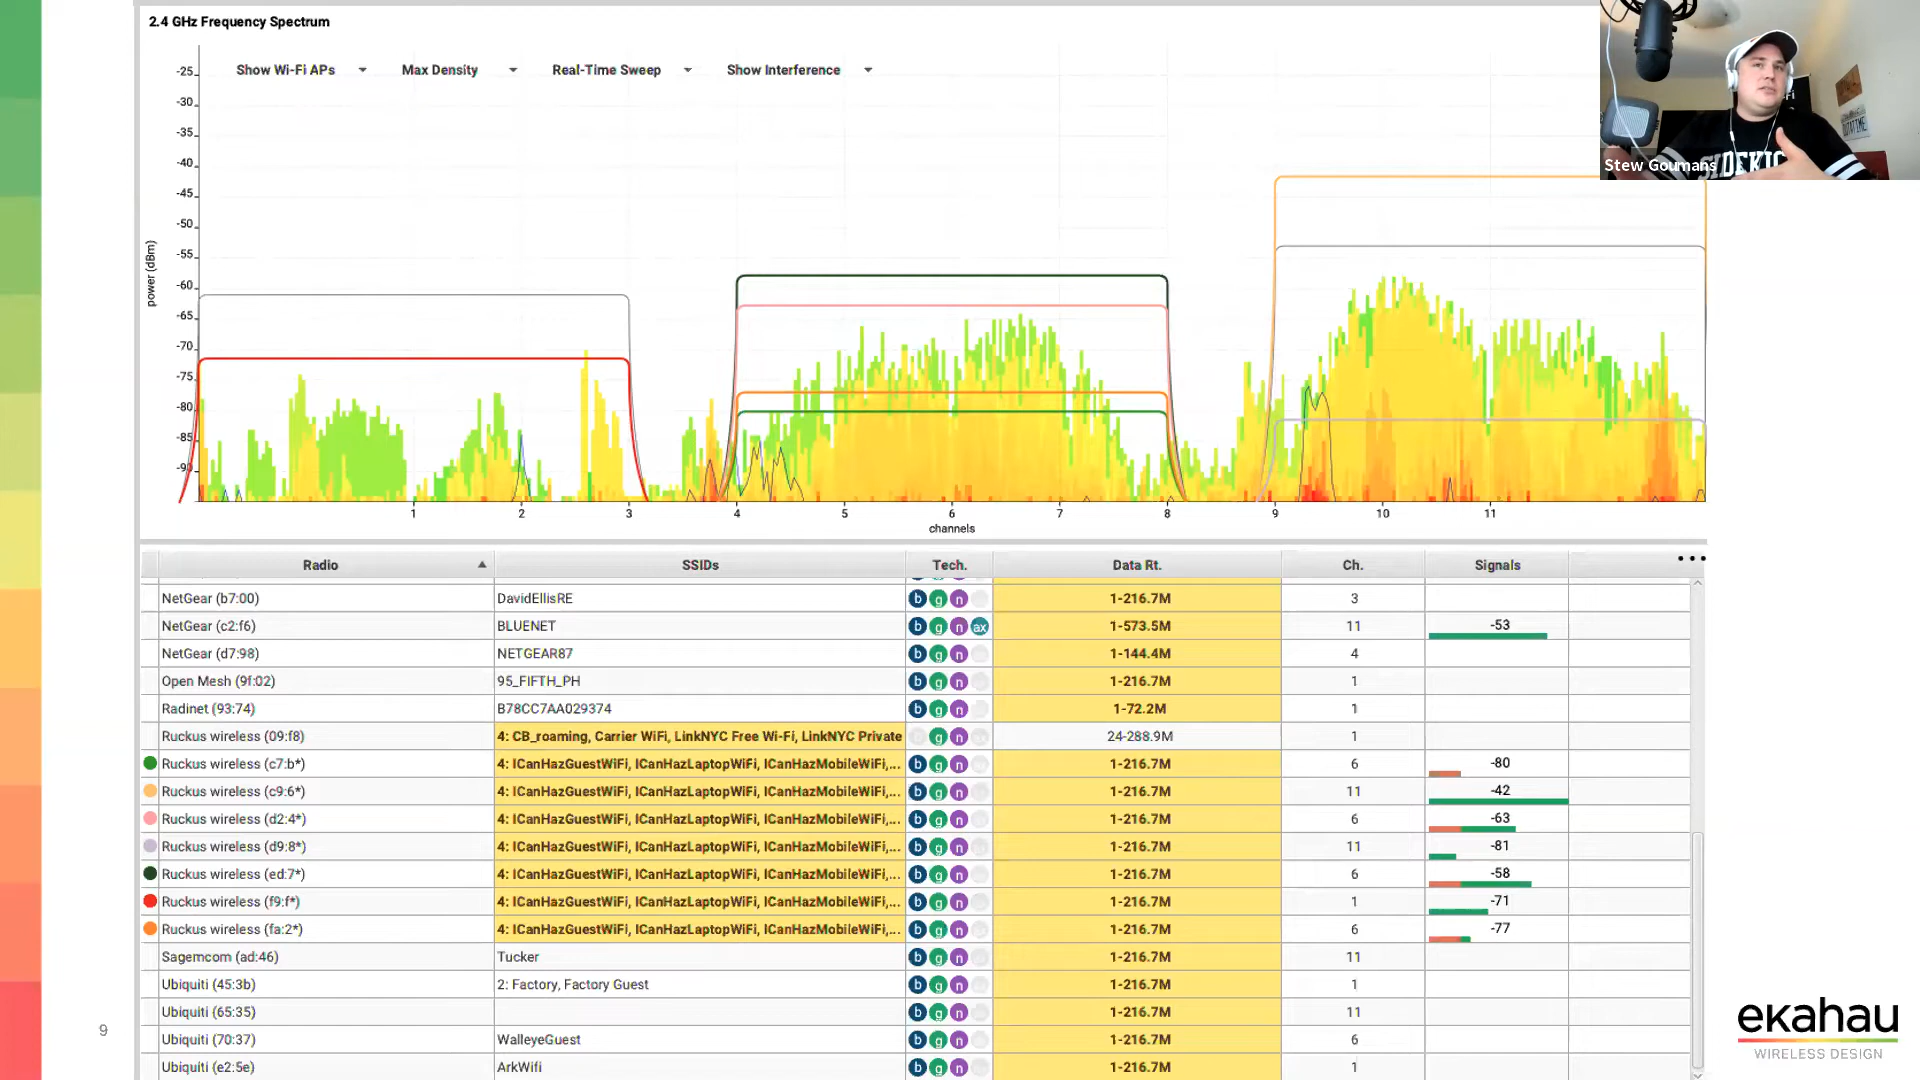 2.4 GHz Frequency Spectrum
Show Wi-Fi APs
Max Density
Real-Time Sweep
Show Interference
-25
-30
-35
-40
-45
-50
-55
-60
-65
-70
-75
-80
-85
-90
power (dBm)
1 2 3 4 5 6 7 8 9 10 11
channels
Stew Goumans
SIDEKIC
Radio SSIDs Tech. Data Rt. Ch. Signals
NetGear (b7:00) DavidEllisRE b g n 1-216.7M 3
NetGear (c2:f6) BLUENET b g n ax 1-573.5M 11 -53
NetGear (d7:98) NETGEAR87 b g n 1-144.4M 4
Open Mesh (9f:02) 95_FIFTH_PH b g n 1-216.7M 1
Radinet (93:74) B78CC7AA029374 b g n 1-72.2M 1
Ruckus wireless (09:f8) 4: CB_roaming, Carrier WiFi, LinkNYC Free Wi-Fi, LinkNYC Private g n 24-288.9M 1
Ruckus wireless (c7:b*) 4: ICanHazGuestWiFi, ICanHazLaptopWiFi, ICanHazMobileWiFi,... b g n 1-216.7M 6 -80
Ruckus wireless (c9:6*) 4: ICanHazGuestWiFi, ICanHazLaptopWiFi, ICanHazMobileWiFi,... b g n 1-216.7M 11 -42
Ruckus wireless (d2:4*) 4: ICanHazGuestWiFi, ICanHazLaptopWiFi, ICanHazMobileWiFi,... b g n 1-216.7M 6 -63
Ruckus wireless (d9:8*) 4: ICanHazGuestWiFi, ICanHazLaptopWiFi, ICanHazMobileWiFi,... b g n 1-216.7M 11 -81
Ruckus wireless (ed:7*) 4: ICanHazGuestWiFi, ICanHazLaptopWiFi, ICanHazMobileWiFi,... b g n 1-216.7M 6 -58
Ruckus wireless (f9:f*) 4: ICanHazGuestWiFi, ICanHazLaptopWiFi, ICanHazMobileWiFi,... b g n 1-216.7M 1 -71
Ruckus wireless (fa:2*) 4: ICanHazGuestWiFi, ICanHazLaptopWiFi, ICanHazMobileWiFi,... b g n 1-216.7M 6 -77
Sagemcom (ad:46) Tucker b g n 1-216.7M 11
Ubiquiti (45:3b) 2: Factory, Factory Guest b g n 1-216.7M 1
Ubiquiti (65:35) b g n 1-216.7M 11
Ubiquiti (70:37) WalleyeGuest b g n 1-216.7M 6
Ubiquiti (e2:5e) ArkWifi b g n 1-216.7M 1
9
ekahau
WIRELESS DESIGN